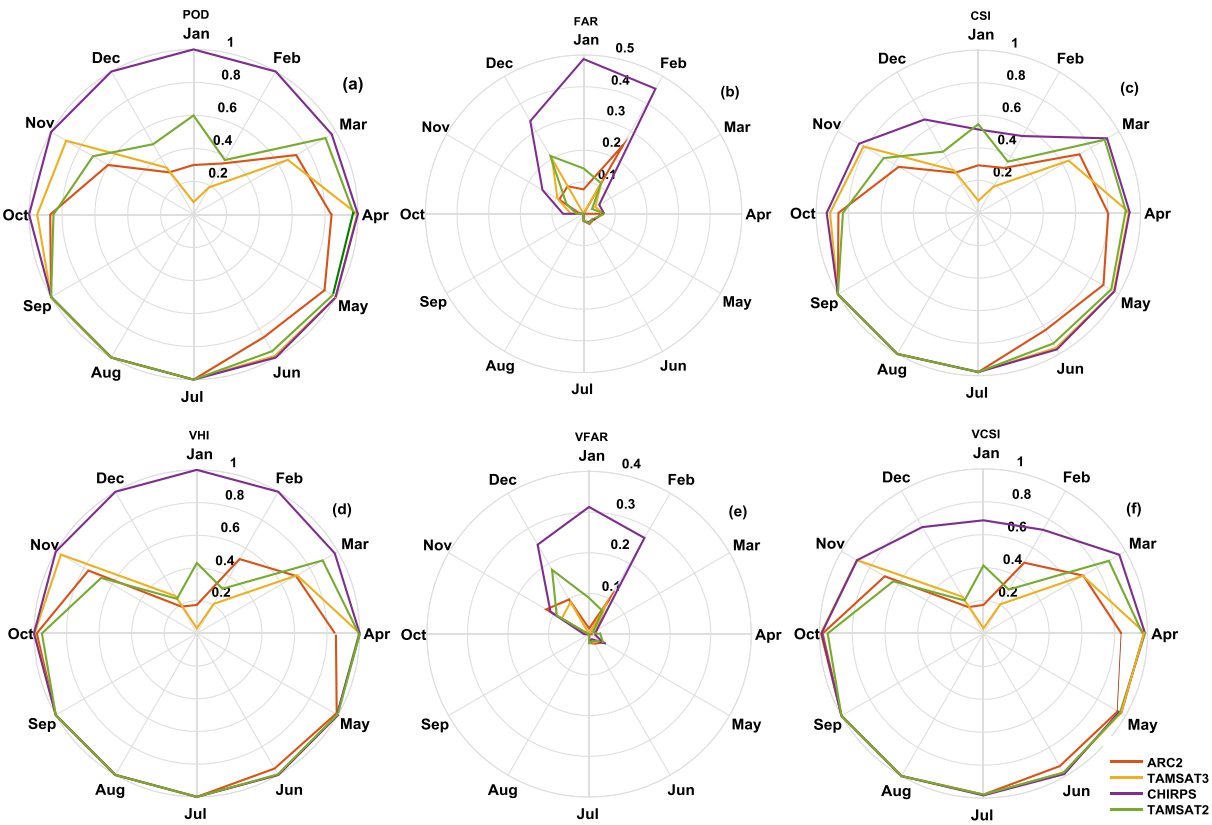 POD
Jan
1
Feb
0.8
0.6
0.4
0.2
Mar
Apr
May
Jun
Jul
Aug
Sep
Oct
Nov
Dec
(a)
FAR
Jan
0.5
Feb
0.4
0.3
0.2
0.1
Mar
Apr
May
Jun
Jul
Aug
Sep
Oct
Nov
Dec
(b)
CSI
Jan
1
Feb
0.8
0.6
0.4
0.2
Mar
Apr
May
Jun
Jul
Aug
Sep
Oct
Nov
Dec
(c)
VHI
Jan
1
Feb
0.8
0.6
0.4
0.2
Mar
Apr
May
Jun
Jul
Aug
Sep
Oct
Nov
Dec
(d)
VFAR
Jan
0.4
Feb
0.3
0.2
0.1
Mar
Apr
May
Jun
Jul
Aug
Sep
Oct
Nov
Dec
(e)
VCSI
Jan
1
Feb
0.8
0.6
0.4
0.2
Mar
Apr
May
Jun
Jul
Aug
Sep
Oct
Nov
Dec
(f)
ARC2
TAMSAT3
CHIRPS
TAMSAT2